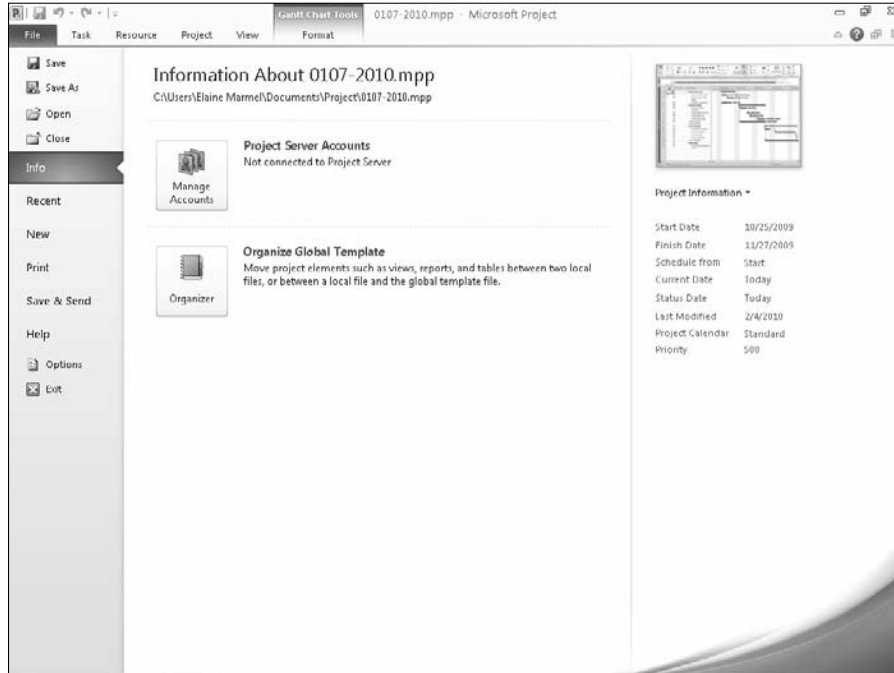 Gantt Chart Tools
0107-2010.mpp - Microsoft Project
File Task Resource Project View Format
Save
Save As
Open
Close
Info
Recent
New
Print
Save & Send
Help
Options
Exit
Information About 0107-2010.mpp
C:\Users\Elaine Marmel\Documents\Project\0107-2010.mpp
Manage
Accounts
Project Server Accounts
Not connected to Project Server
Organizer
Organize Global Template
Move project elements such as views, reports, and tables between two local
files, or between a local file and the global template file.
Project Information
Start Date 10/25/2009
Finish Date 11/27/2009
Schedule from Start
Current Date Today
Status Date Today
Last Modified 2/4/2010
Project Calendar Standard
Priority 500